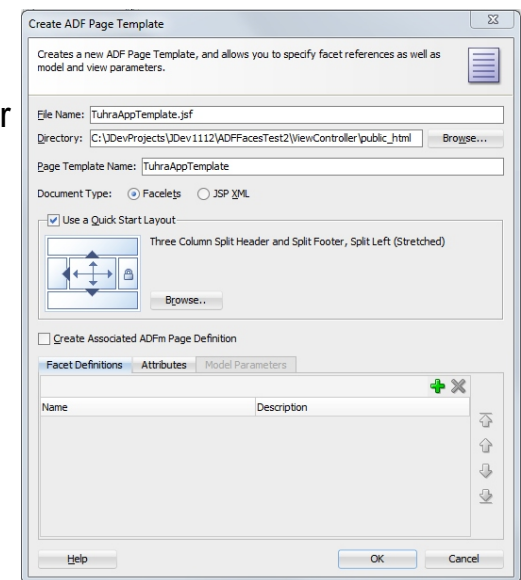 Create ADF Page Template
Creates a new ADF Page Template, and allows you to specify facet references as well as
model and view parameters.
r
File Name: TuhraAppTemplate.jsf
Directory: C:\JDevProjects\JDev1112\ADFFacesTest2\ViewController\public_html Browse...
Page Template Name: TuhraAppTemplate
Document Type: Facelets JSP XML
Use a Quick Start Layout
Three Column Split Header and Split Footer, Split Left (Stretched)
Browse..
Create Associated ADFm Page Definition
Facet Definitions Attributes Model Parameters
Name Description
Help OK Cancel